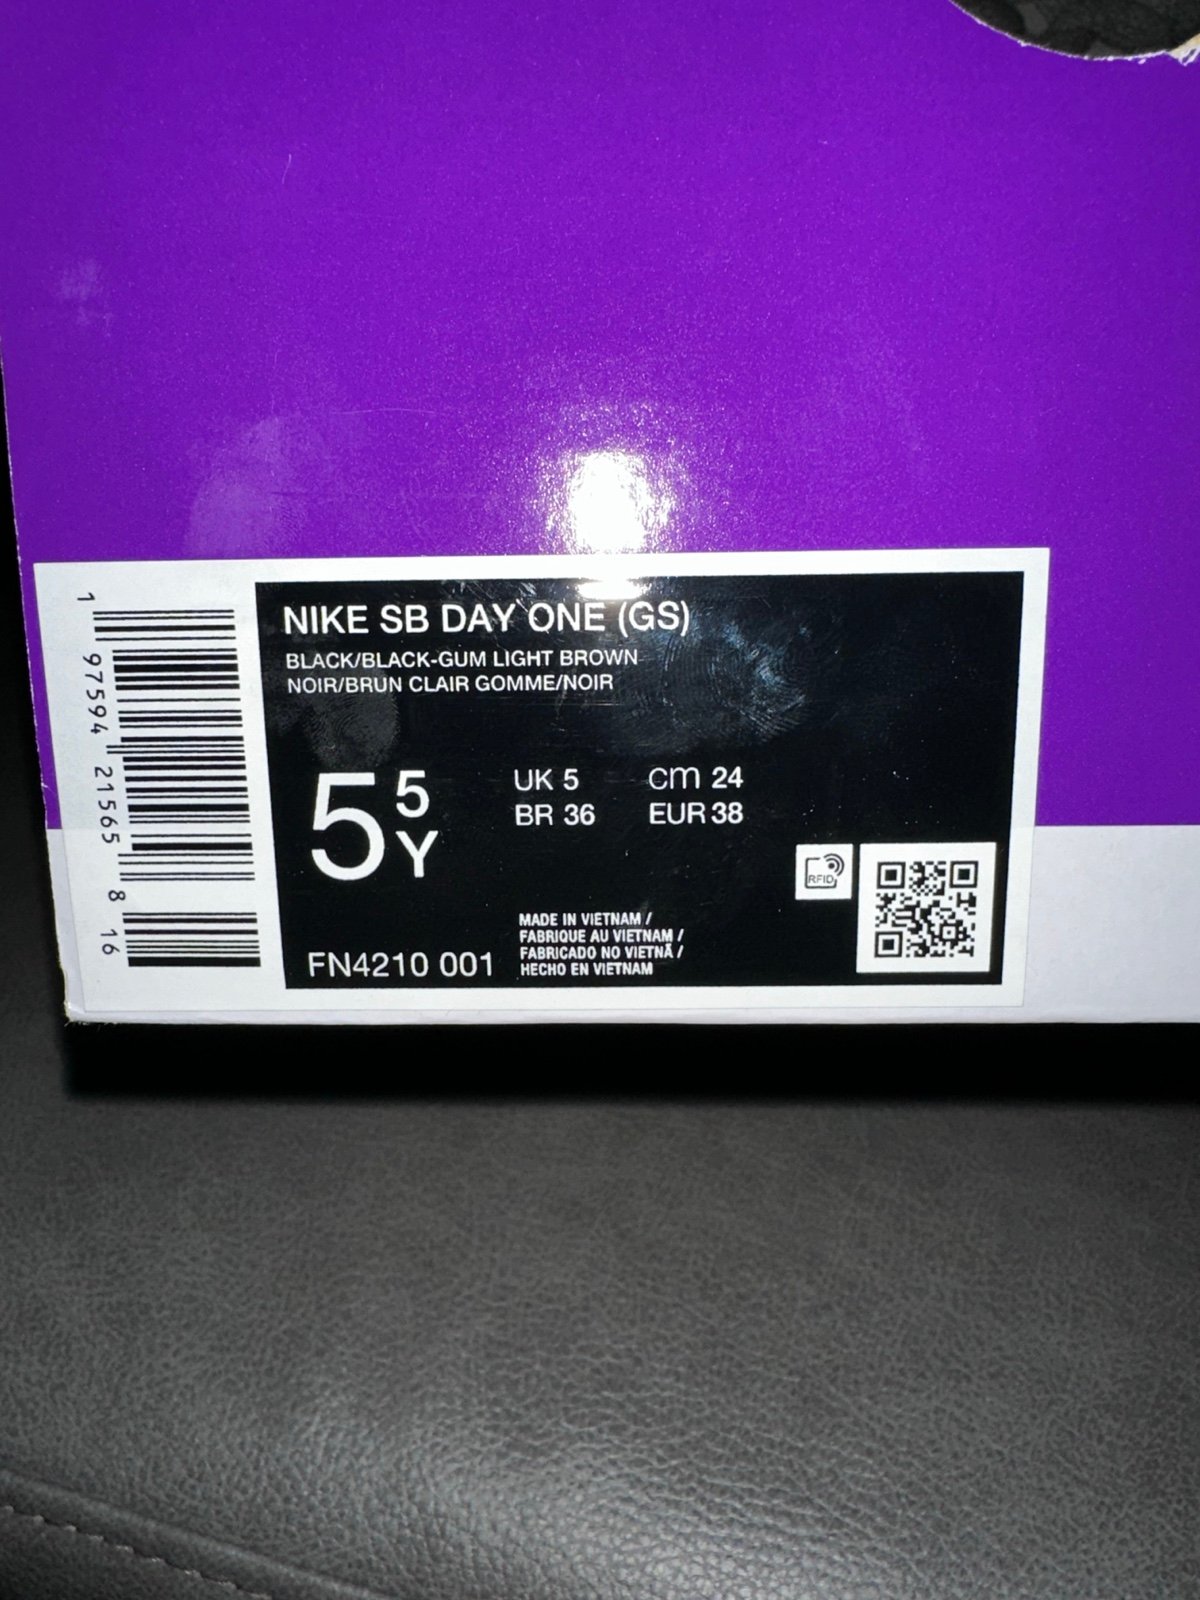 NIKE SB DAY ONE (GS)
BLACK/BLACK-GUM LIGHT BROWN
NOIR/BRUN CLAIR GOMME/NOIR
5 5Y
UK 5 cm 24
BR 36 EUR 38
RFID
MADE IN VIETNAM /
FABRIQUE AU VIETNAM /
FABRICADO NO VIETNÃ /
HECHO EN VIETNAM
FN4210 001
1 97594 21565 8 16